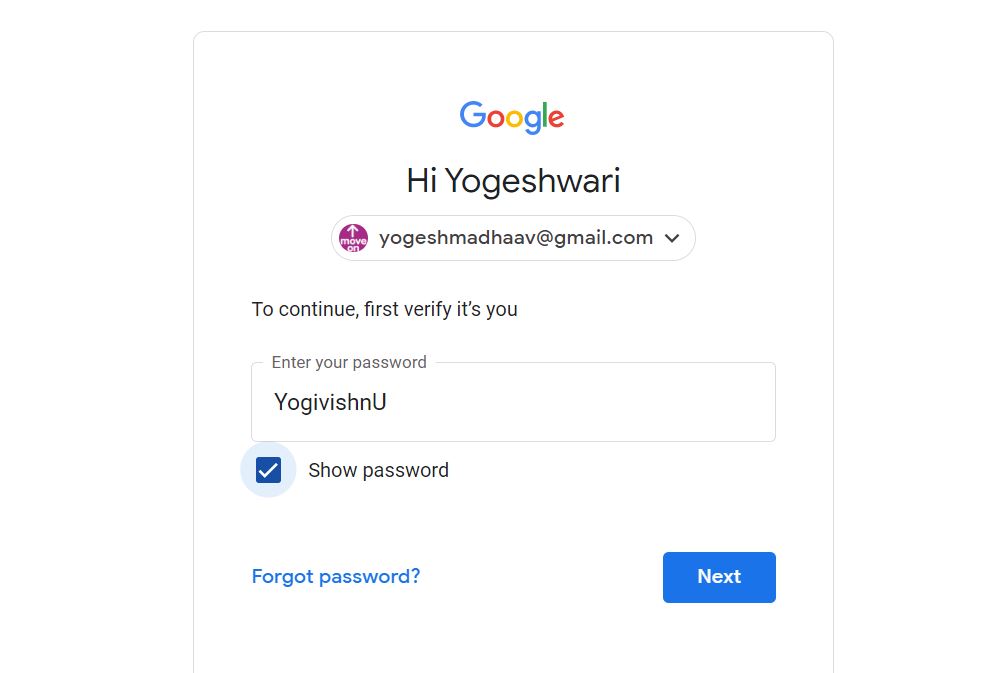 Google
Hi Yogeshwari
move on
yogeshmadhaav@gmail.com
To continue, first verify it’s you
Enter your password
YogivishnU
Show password
Forgot password?
Next